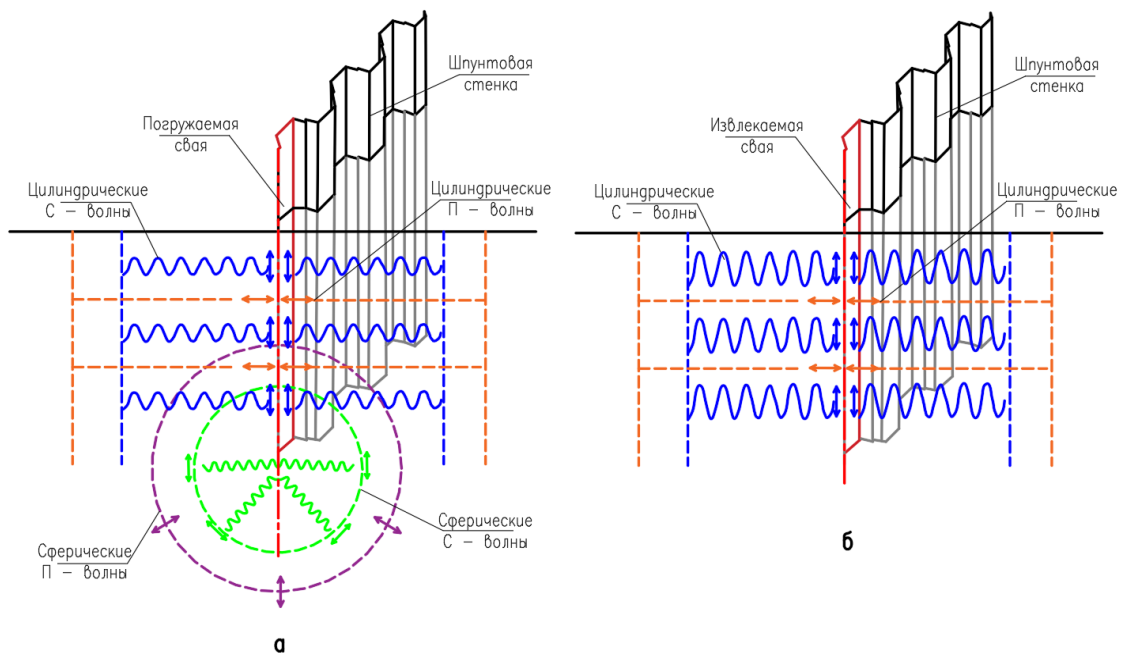 Шпунтовая
стенка
Погружаемая
свая
Цилиндрические
С – волны
Цилиндрические
П – волны
Сферические
С – волны
Сферические
П – волны
а
Шпунтовая
стенка
Извлекаемая
свая
Цилиндрические
С – волны
Цилиндрические
П – волны
б